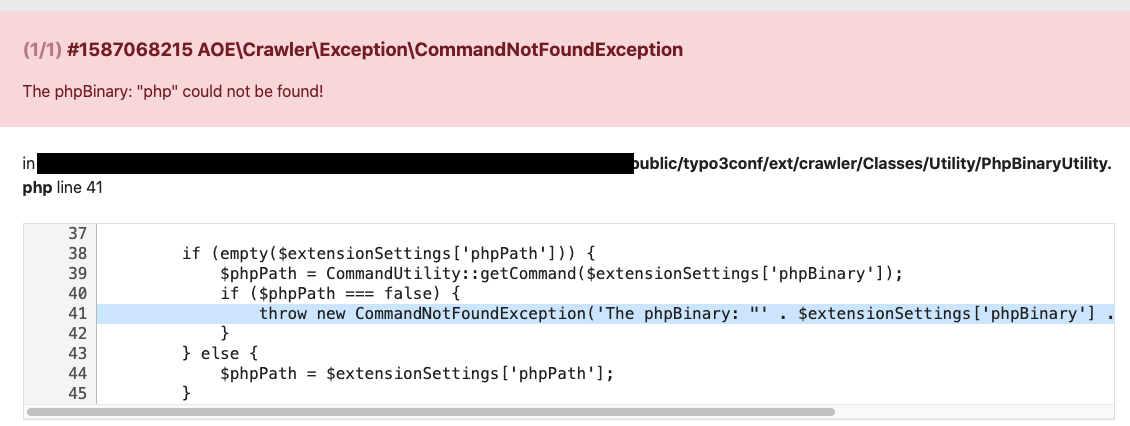 (1/1) #1587068215 AOE\Crawler\Exception\CommandNotFoundException
The phpBinary: "php" could not be found!
in public/typo3conf/ext/crawler/Classes/Utility/PhpBinaryUtility.
php line 41
37
38 if (empty($extensionSettings['phpPath'])) {
39 $phpPath = CommandUtility::getCommand($extensionSettings['phpBinary']);
40 if ($phpPath === false) {
41 throw new CommandNotFoundException('The phpBinary: "' . $extensionSettings['phpBinary'] .
42 }
43 } else {
44 $phpPath = $extensionSettings['phpPath'];
45 }